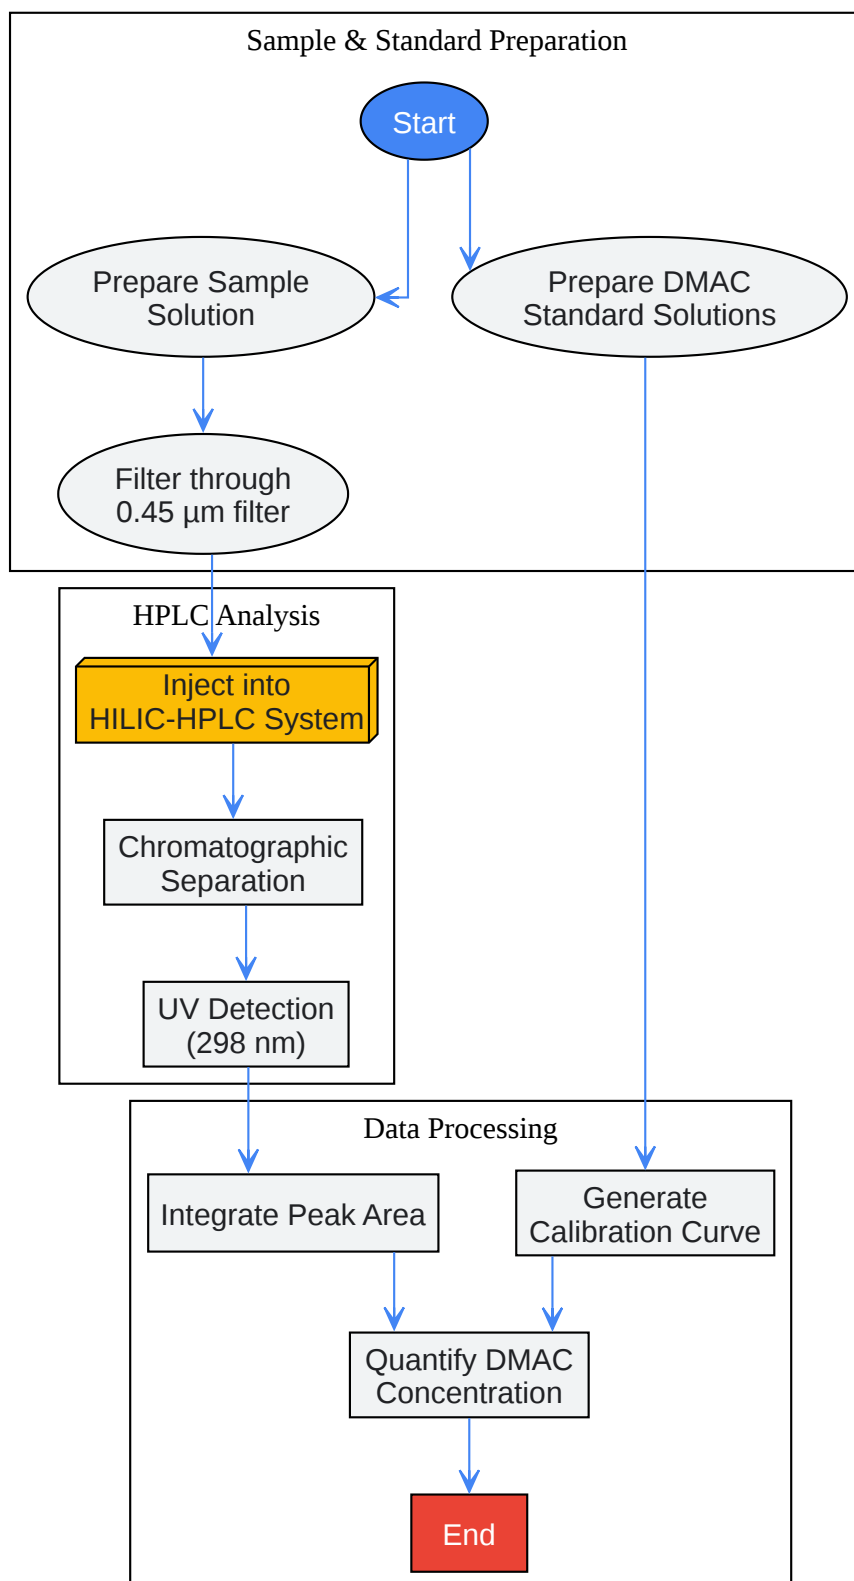 Sample & Standard Preparation
Start
Prepare Sample
Solution
Prepare DMAC
Standard Solutions
Filter through
0.45 µm filter
HPLC Analysis
Inject into
HILIC-HPLC System
Chromatographic
Separation
UV Detection
(298 nm)
Data Processing
Integrate Peak Area
Generate
Calibration Curve
Quantify DMAC
Concentration
End